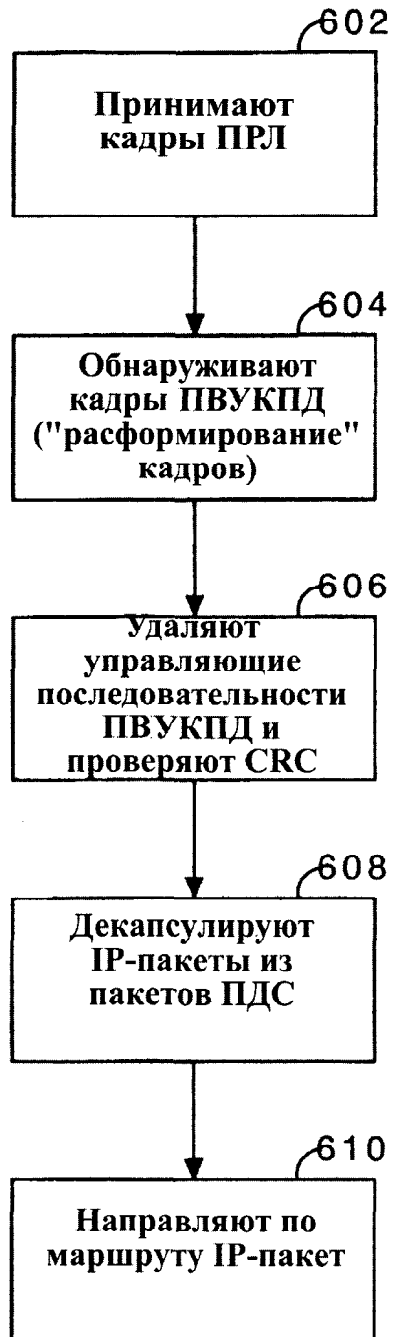 602
Принимают
кадры ПРЛ
604
Обнаруживают
кадры ПВУКПД
("расформирование"
кадров)
606
Удаляют
управляющие
последовательности
ПВУКПД и
проверяют CRC
608
Декапсулируют
IP-пакеты из
пакетов ПДС
610
Направляют по
маршруту IP-пакет